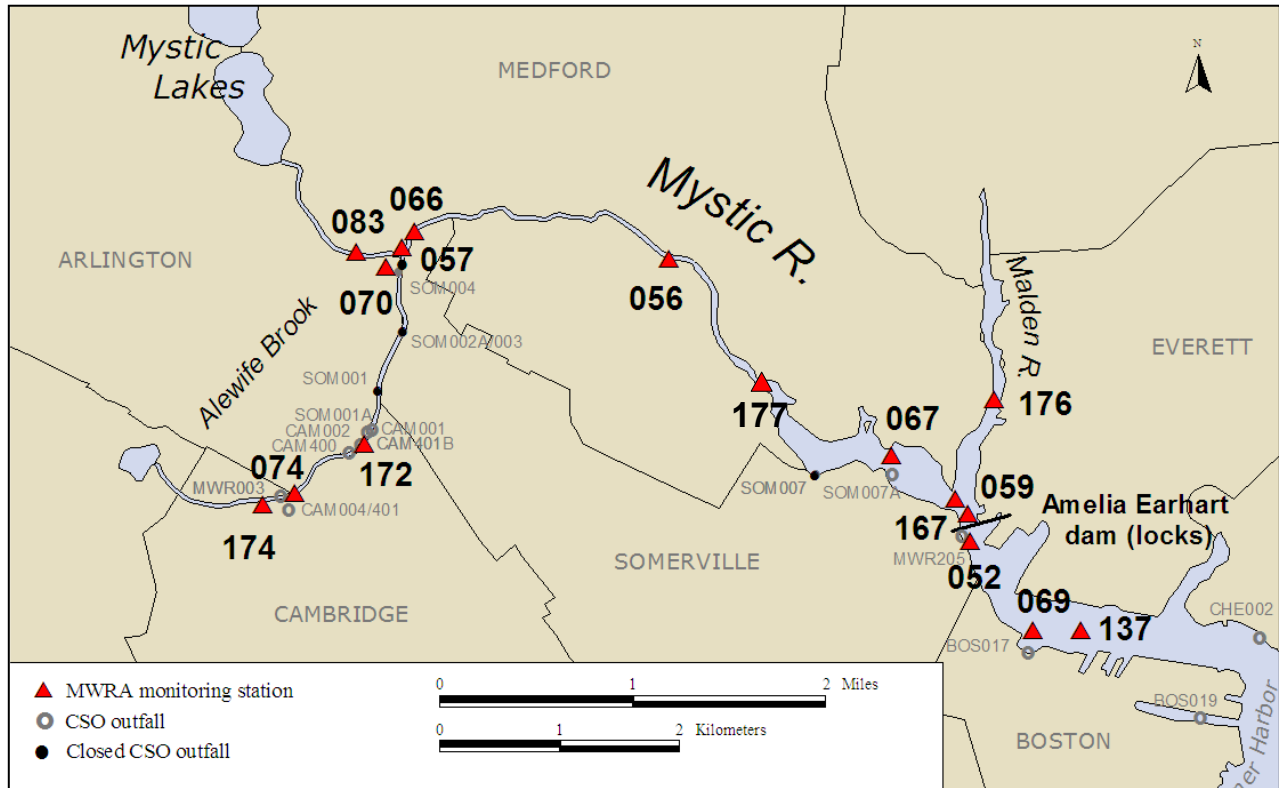 Mystic
Lakes
MEDFORD
N
Mystic R.
066
083
ARLINGTON
057
SOM004
070
056
Malden R.
SOM002A/003
EVERETT
Alewife Brook
SOM001
176
177
067
SOM001A
CAM001
CAM002
CAM400
CAM401B
172
074
MWR003
SOM007
SOM007A
059
CAM004/401
174
167
Amelia Earhart
dam (locks)
MWR205
052
SOMERVILLE
CAMBRIDGE
069
137
CHE002
BOS017
BOS019
BOSTON
er Harbor
MWRA monitoring station
CSO outfall
Closed CSO outfall
0 1 2 Miles
0 1 2 Kilometers